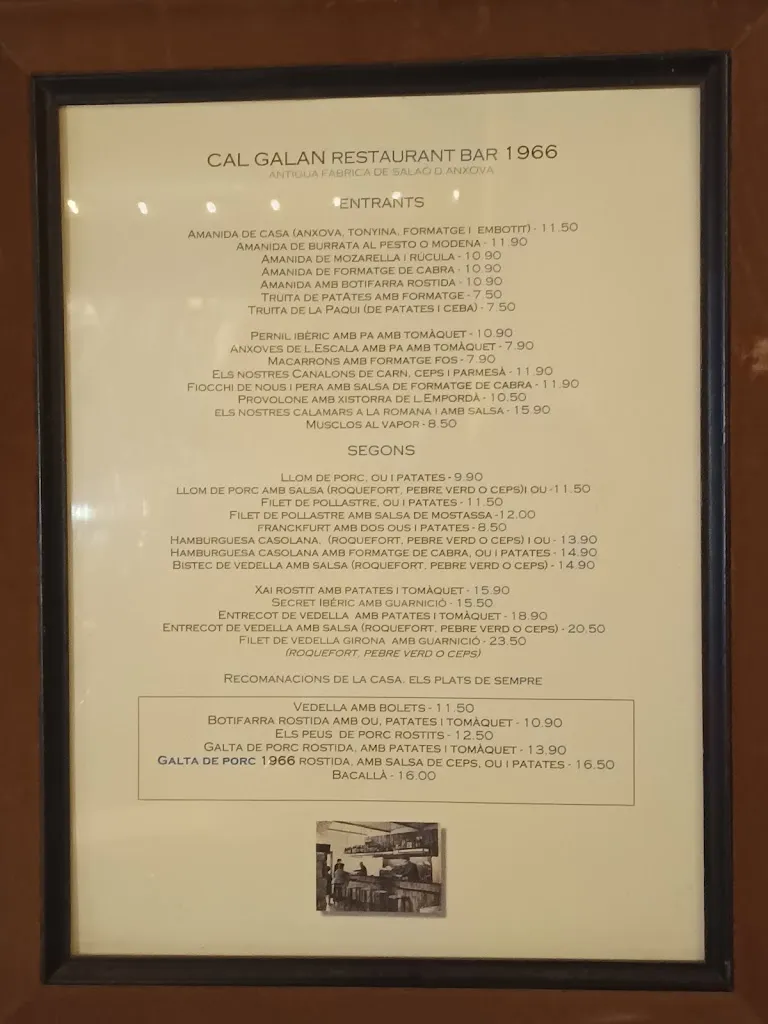 CAL GALAN RESTAURANT BAR 1966
ANTIGUA FABRICA DE SALAÓ D,ANXOVA
ENTRANTS
AMANIDA DE CASA (ANXOVA, TONYINA, FORMATGE I EMBOTIT) - 11.50
AMANIDA DE BURRATA AL PESTO O MODENA - 11.90
AMANIDA DE MOZARELLA I RÚCULA - 10.90
AMANIDA DE FORMATGE DE CABRA - 10.90
AMANIDA AMB BOTIFARRA ROSTIDA - 10.90
TRUITA DE PATATES AMB FORMATGE - 7.50
TRUITA DE LA PAQUI (DE PATATES I CEBA) - 7.50
PERNIL IBÈRIC AMB PA AMB TOMÀQUET - 10.90
ANXOVES DE L,ESCALA AMB PA AMB TOMÀQUET - 7.90
MACARRONS AMB FORMATGE FOS - 7.90
ELS NOSTRES CANALONS DE CARN, CEPS I PARMESÀ - 11.90
FIOCCHI DE NOUS I PERA AMB SALSA DE FORMATGE DE CABRA - 11.90
PROVOLONE AMB XISTORRA DE L,EMPORDÀ - 10.50
ELS NOSTRES CALAMARS A LA ROMANA I AMB SALSA - 15.90
MUSCLOS AL VAPOR - 8.50
SEGONS
LLOM DE PORC, OU I PATATES - 9.90
LLOM DE PORC AMB SALSA (ROQUEFORT, PEBRE VERD O CEPS)I OU -11.50
FILET DE POLLASTRE, OU I PATATES - 11.50
FILET DE POLLASTRE AMB SALSA DE MOSTASSA -12.00
FRANCKFURT AMB DOS OUS I PATATES - 8.50
HAMBURGUESA CASOLANA, (ROQUEFORT, PEBRE VERD O CEPS) I OU - 13.90
HAMBURGUESA CASOLANA AMB FORMATGE DE CABRA, OU I PATATES - 14.90
BISTEC DE VEDELLA AMB SALSA (ROQUEFORT, PEBRE VERD O CEPS) - 14.90
XAI ROSTIT AMB PATATES I TOMÀQUET - 15.90
SECRET IBÈRIC AMB GUARNICIÓ - 15.50
ENTRECOT DE VEDELLA AMB PATATES I TOMÀQUET - 18.90
ENTRECOT DE VEDELLA AMB SALSA (ROQUEFORT, PEBRE VERD O CEPS) - 20.50
FILET DE VEDELLA GIRONA AMB GUARNICIÓ - 23.50
(ROQUEFORT, PEBRE VERD O CEPS)
RECOMANACIONS DE LA CASA, ELS PLATS DE SEMPRE
VEDELLA AMB BOLETS - 11.50
BOTIFARRA ROSTIDA AMB OU, PATATES I TOMÀQUET - 10.90
ELS PEUS DE PORC ROSTITS - 12.50
GALTA DE PORC ROSTIDA, AMB PATATES I TOMÀQUET - 13.90
GALTA DE PORC 1966 ROSTIDA, AMB SALSA DE CEPS, OU I PATATES - 16.50
BACALLÀ - 16.00